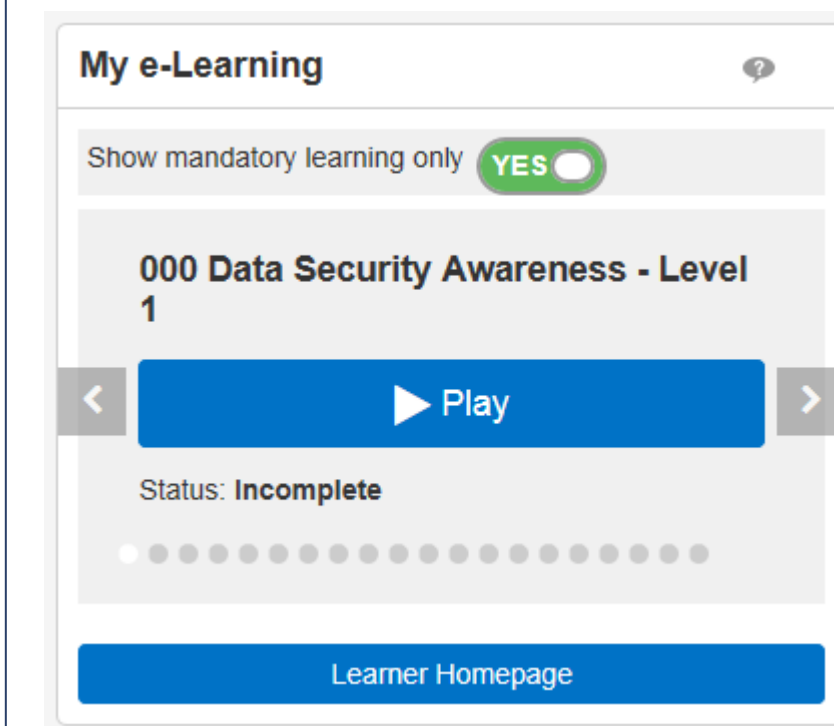 My e-Learning
?
Show mandatory learning only YES
000 Data Security Awareness - Level
1
Play
Status: Incomplete
Learner Homepage